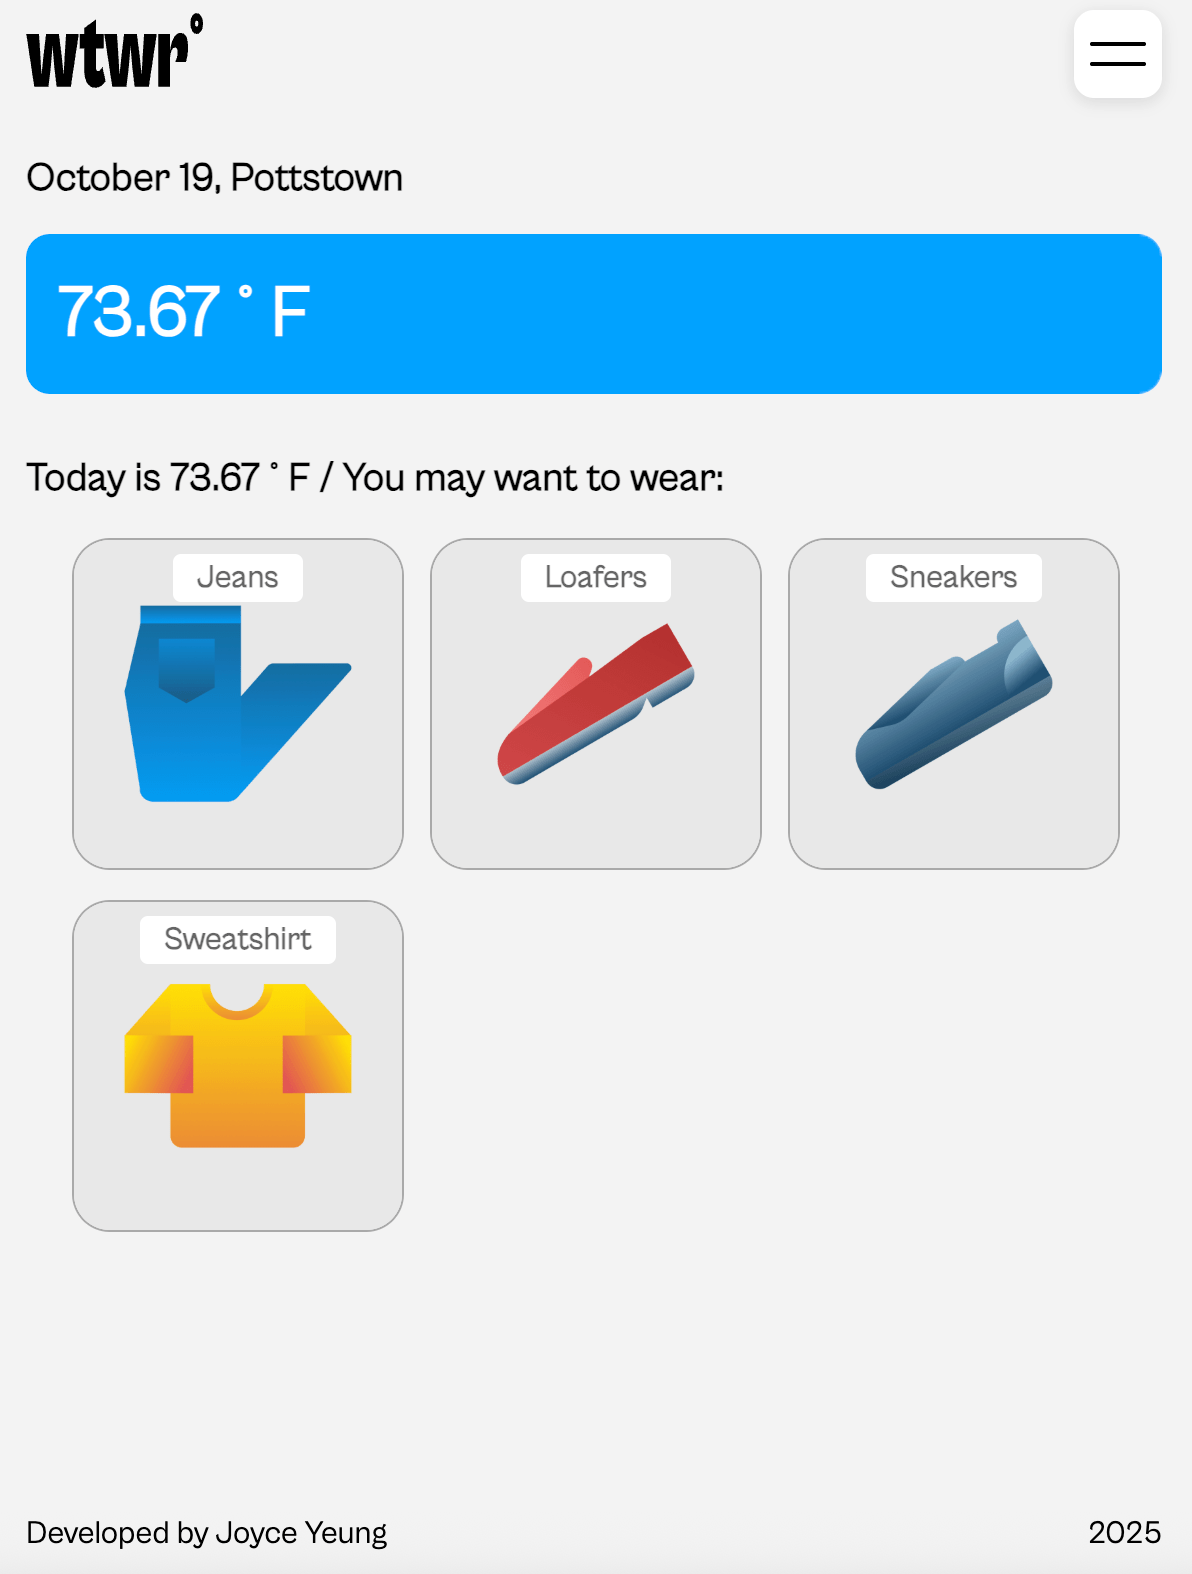 wtwr°
October 19, Pottstown
73.67 ° F
Today is 73.67 ° F / You may want to wear:
Jeans
Loafers
Sneakers
Sweatshirt
Developed by Joyce Yeung
2025